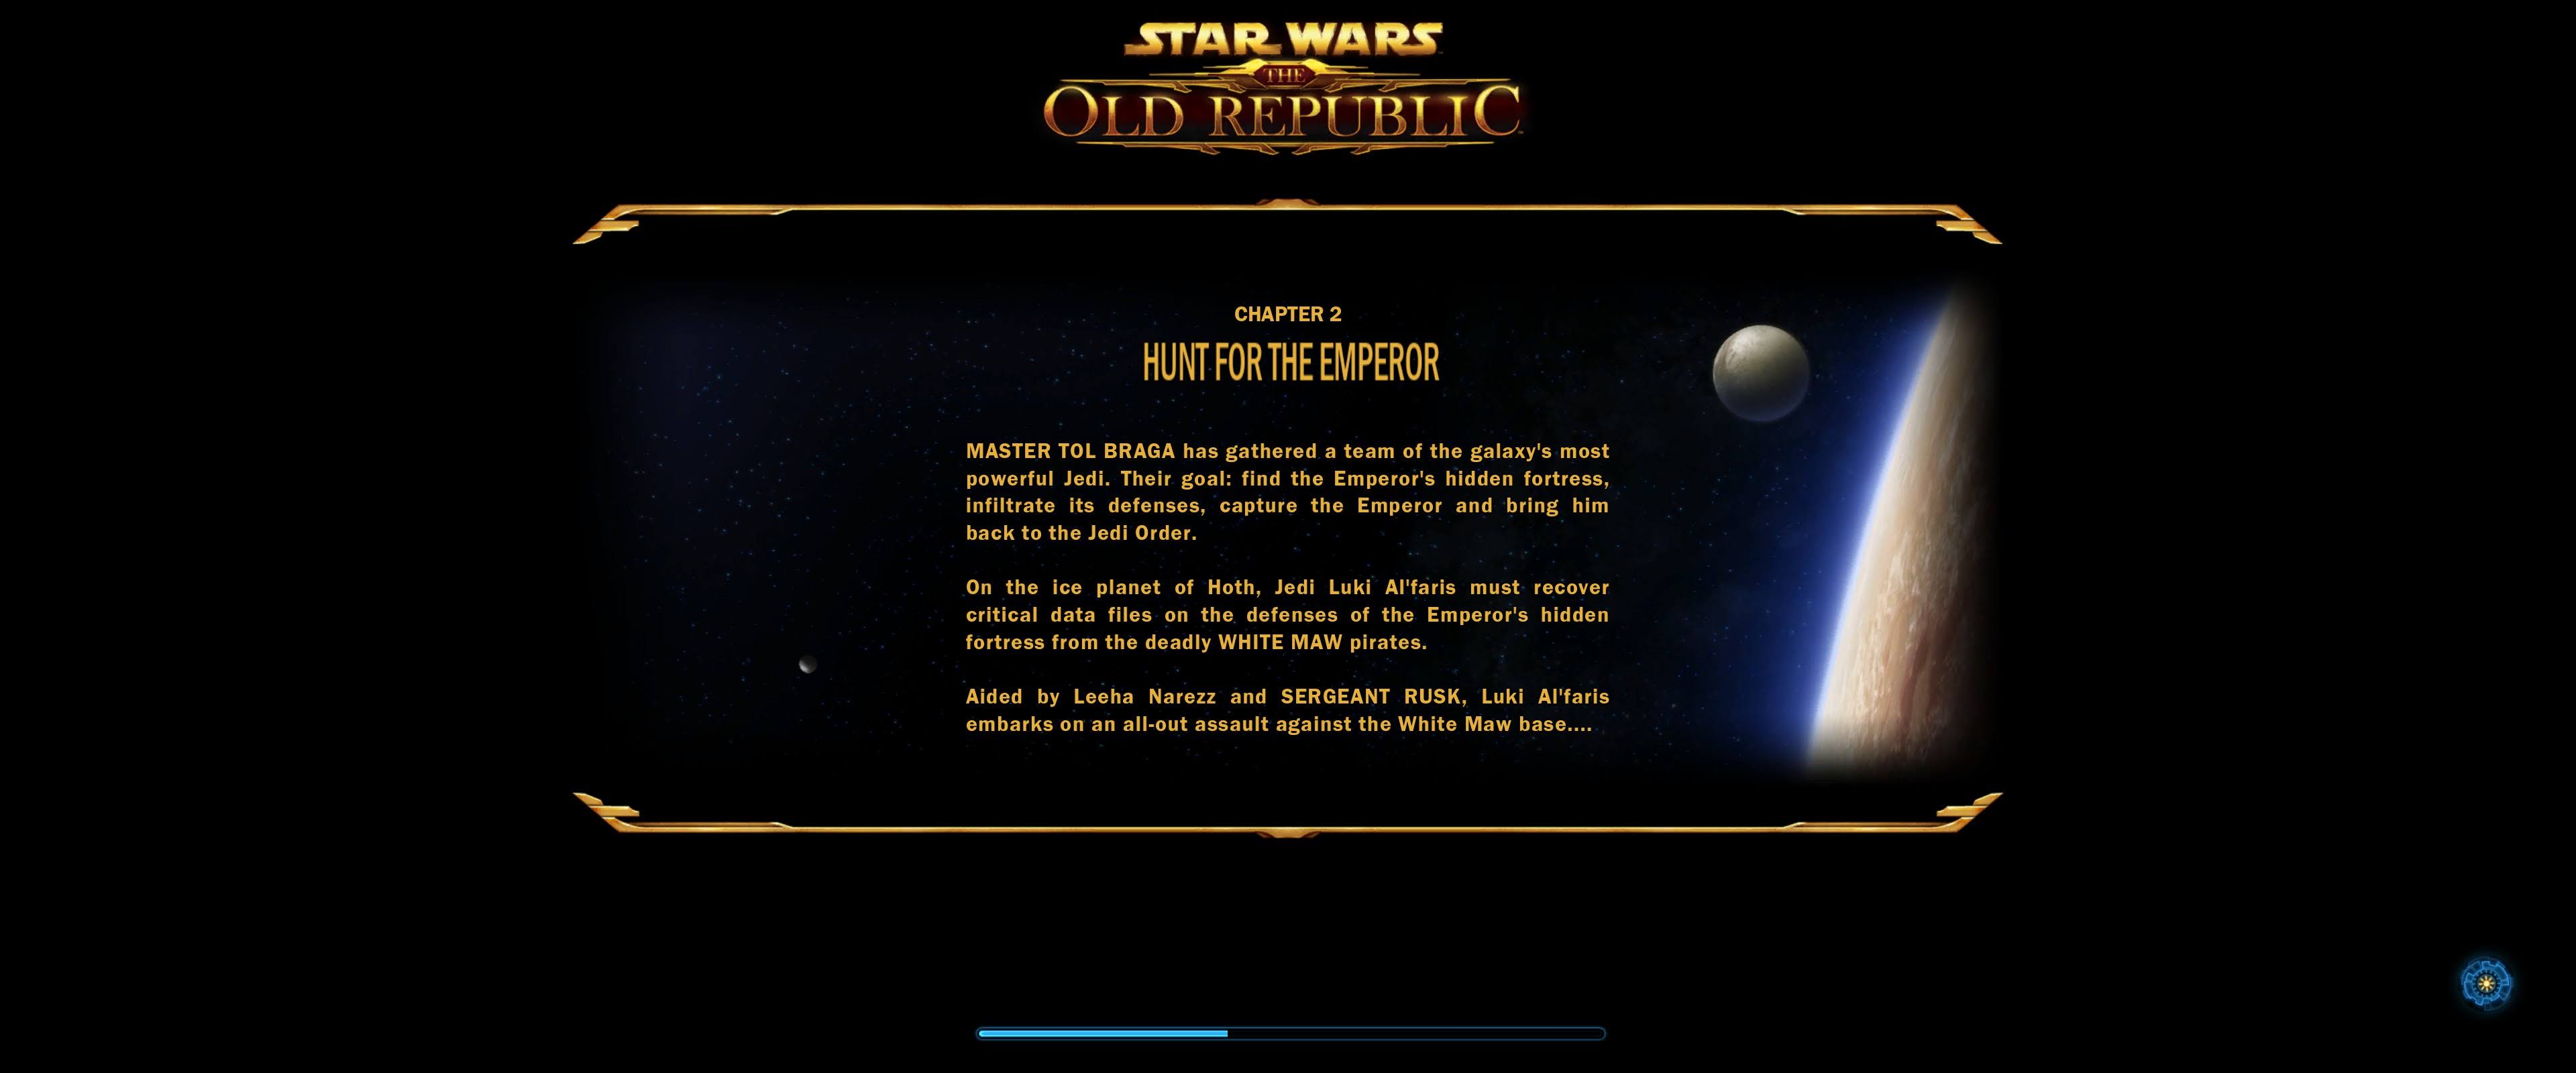 STAR WARS
THE
OLD REPUBLIC™
CHAPTER 2
HUNT FOR THE EMPEROR
MASTER TOL BRAGA has gathered a team of the galaxy's most
powerful Jedi. Their goal: find the Emperor's hidden fortress,
infiltrate its defenses, capture the Emperor and bring him
back to the Jedi Order.
On the ice planet of Hoth, Jedi Luki Al'faris must recover
critical data files on the defenses of the Emperor's hidden
fortress from the deadly WHITE MAW pirates.
Aided by Leeha Narezz and SERGEANT RUSK, Luki Al'faris
embarks on an all-out assault against the White Maw base....